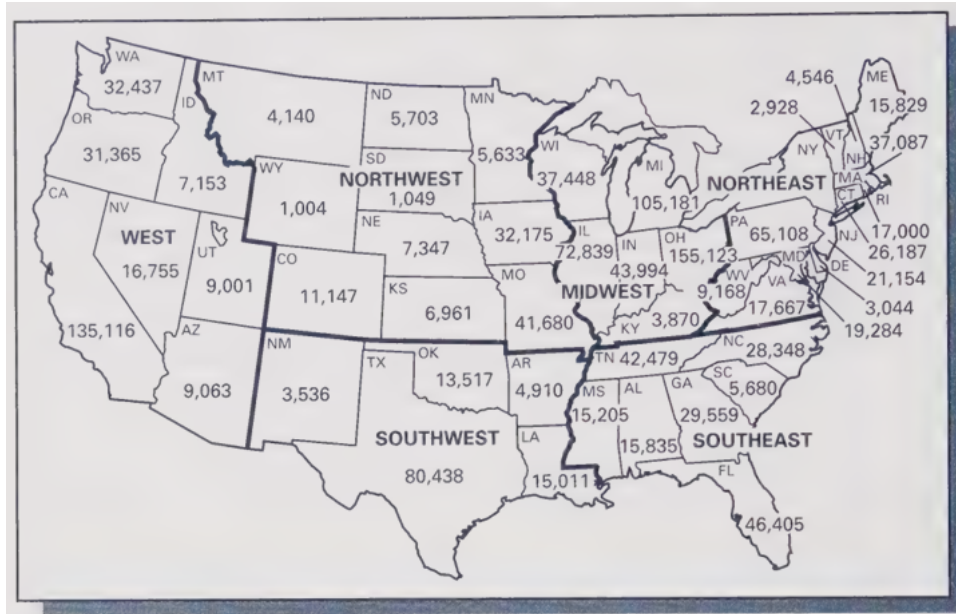 WA
32,437
OR
31,365
ID
7,153
CA
135,116
NV
16,755
WEST
UT
9,001
AZ
9,063
MT
4,140
ND
5,703
MN
5,633
SD
1,049
NORTHWEST
WY
1,004
NE
7,347
IA
32,175
CO
11,147
KS
6,961
MO
41,680
NM
3,536
TX
80,438
OK
13,517
AR
4,910
LA
15,011
SOUTHWEST
WI
37,448
MI
105,181
IL
72,839
IN
43,994
OH
155,123
MIDWEST
KY
3,870
TN
42,479
NC
28,348
SC
5,680
MS
15,205
AL
15,835
GA
29,559
SOUTHEAST
FL
46,405
4,546
ME
15,829
2,928
VT
37,087
NY
NH
MA
NORTHEAST
CT
RI
PA
65,108
17,000
NJ
26,187
MD
DE
21,154
WV
9,168
VA
17,667
3,044
19,284